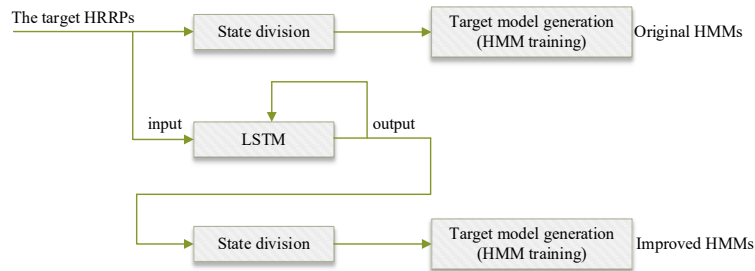 The target HRRPs
State division
Target model generation
(HMM training)
Original HMMs
input
LSTM
output
State division
Target model generation
(HMM training)
Improved HMMs